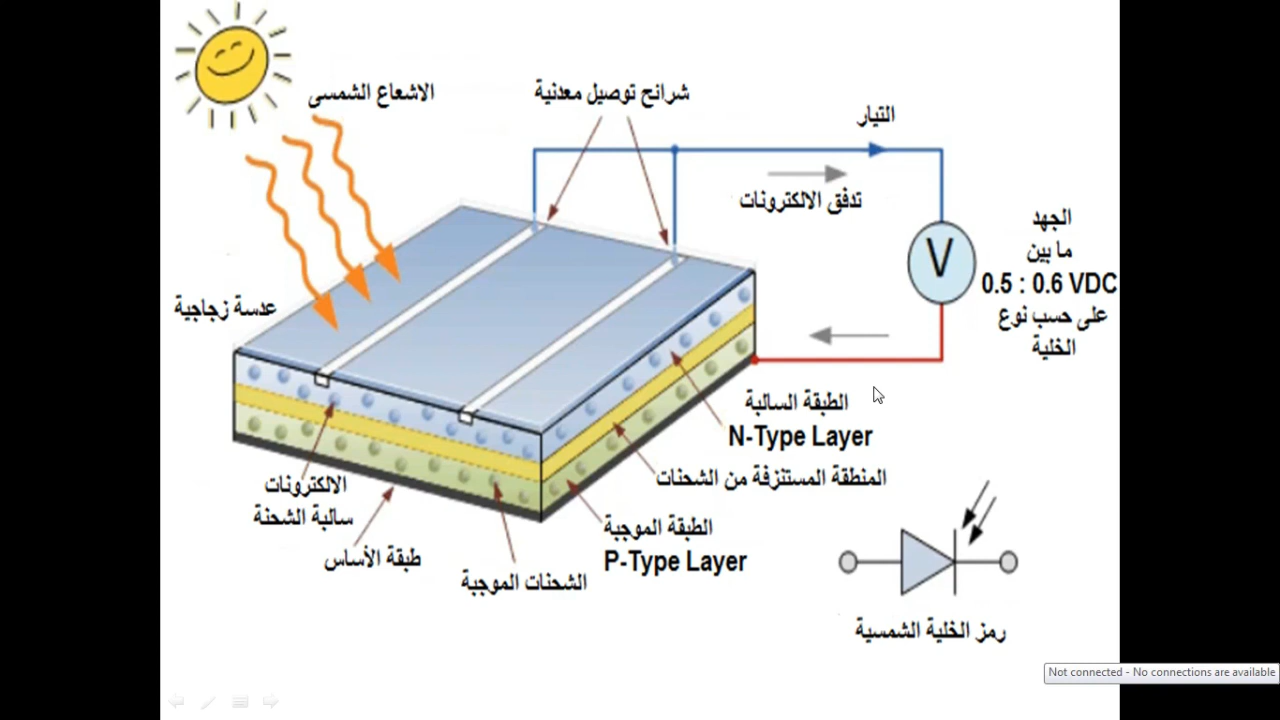 الاشعاع الشمسى
شرائح توصيل معدنية
التيار
تدفق الالكترونات
الجهد
ما بين
0.5 : 0.6 VDC
على حسب نوع
الخلية
V
عدسة زجاجية
الطبقة السالبة
N-Type Layer
المنطقة المستنزفة من الشحنات
الالكترونات
سالبة الشحنة
الطبقة الموجبة
P-Type Layer
طبقة الأساس
الشحنات الموجبة
رمز الخلية الشمسية
Not connected - No connections are available